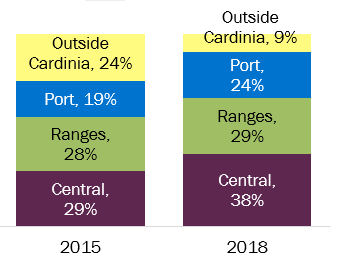 Outside
Cardinia, 24%
Port, 19%
Ranges,
28%
Central,
29%
2015
Outside
Cardinia, 9%
Port,
24%
Ranges,
29%
Central,
38%
2018